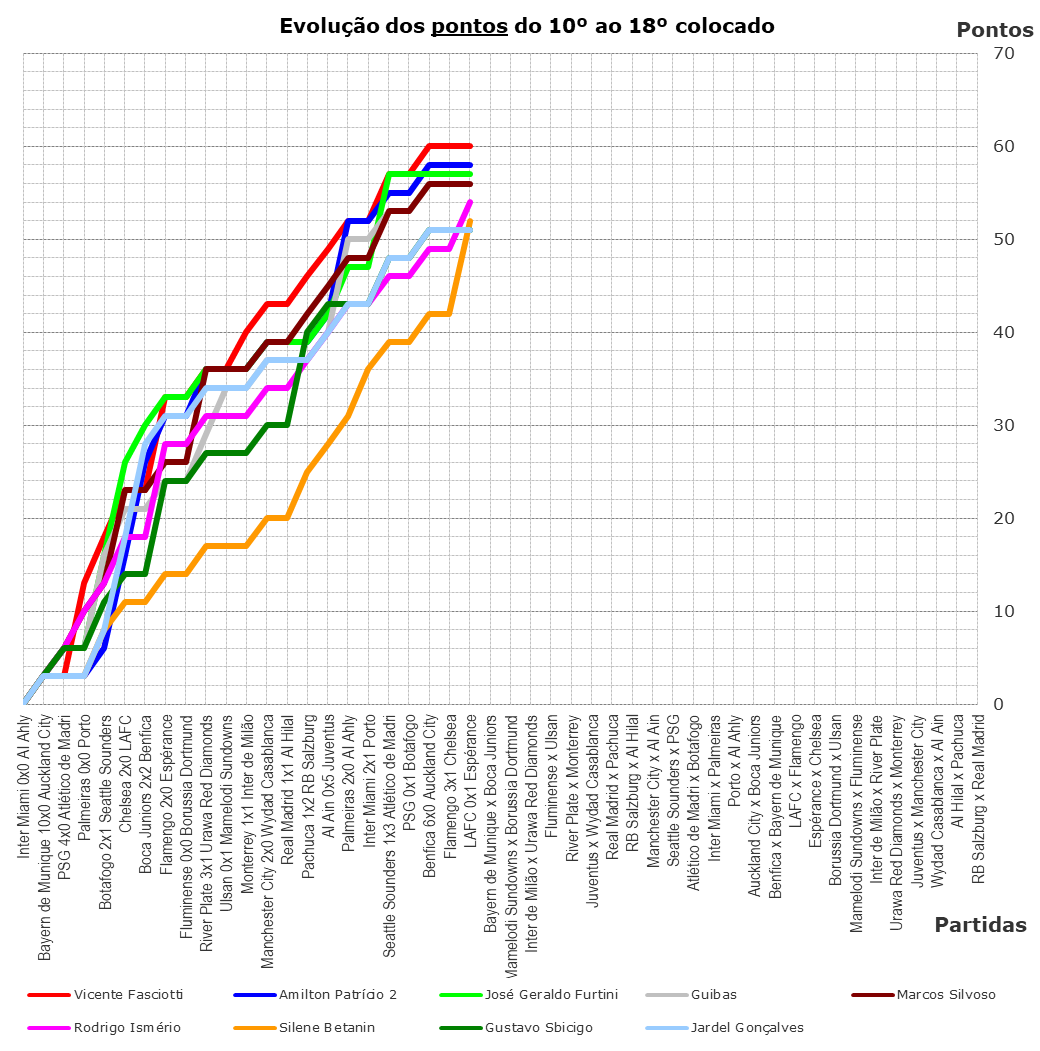 Evolução dos pontos do 10º ao 18º colocado
Pontos
70
60
50
40
30
20
10
0
Inter Miami 0x0 Al Ahly
Bayern de Munique 10x0 Auckland City
PSG 4x0 Atlético de Madri
Palmeiras 0x0 Porto
Botafogo 2x1 Seattle Sounders
Chelsea 2x0 LAFC
Boca Juniors 2x2 Benfica
Flamengo 2x0 Espérance
Fluminense 0x0 Borussia Dortmund
River Plate 3x1 Urawa Red Diamonds
Ulsan 0x1 Mamelodi Sundowns
Monterrey 1x1 Inter de Milão
Manchester City 2x0 Wydad Casablanca
Real Madrid 1x1 Al Hilal
Pachuca 1x2 RB Salzburg
Al Ain 0x5 Juventus
Palmeiras 2x0 Al Ahly
Inter Miami 2x1 Porto
Seattle Sounders 1x3 Atlético de Madri
PSG 0x1 Botafogo
Benfica 6x0 Auckland City
Flamengo 3x1 Chelsea
LAFC 0x1 Espérance
Bayern de Munique x Boca Juniors
Mamelodi Sundowns x Borussia Dortmund
Inter de Milão x Urawa Red Diamonds
Fluminense x Ulsan
River Plate x Monterrey
Juventus x Wydad Casablanca
Real Madrid x Pachuca
RB Salzburg x Al Hilal
Manchester City x Al Ain
Seattle Sounders x PSG
Atlético de Madri x Botafogo
Inter Miami x Palmeiras
Porto x Al Ahly
Auckland City x Boca Juniors
Benfica x Bayern de Munique
LAFC x Flamengo
Espérance x Chelsea
Borussia Dortmund x Ulsan
Mamelodi Sundowns x Fluminense
Inter de Milão x River Plate
Urawa Red Diamonds x Monterrey
Juventus x Manchester City
Wydad Casablanca x Al Ain
Al Hilal x Pachuca
RB Salzburg x Real Madrid
Partidas
Vicente Fasciotti
Amilton Patrício 2
José Geraldo Furtini
Guibas
Marcos Silvoso
Rodrigo Ismério
Silene Betanin
Gustavo Sbicigo
Jardel Gonçalves